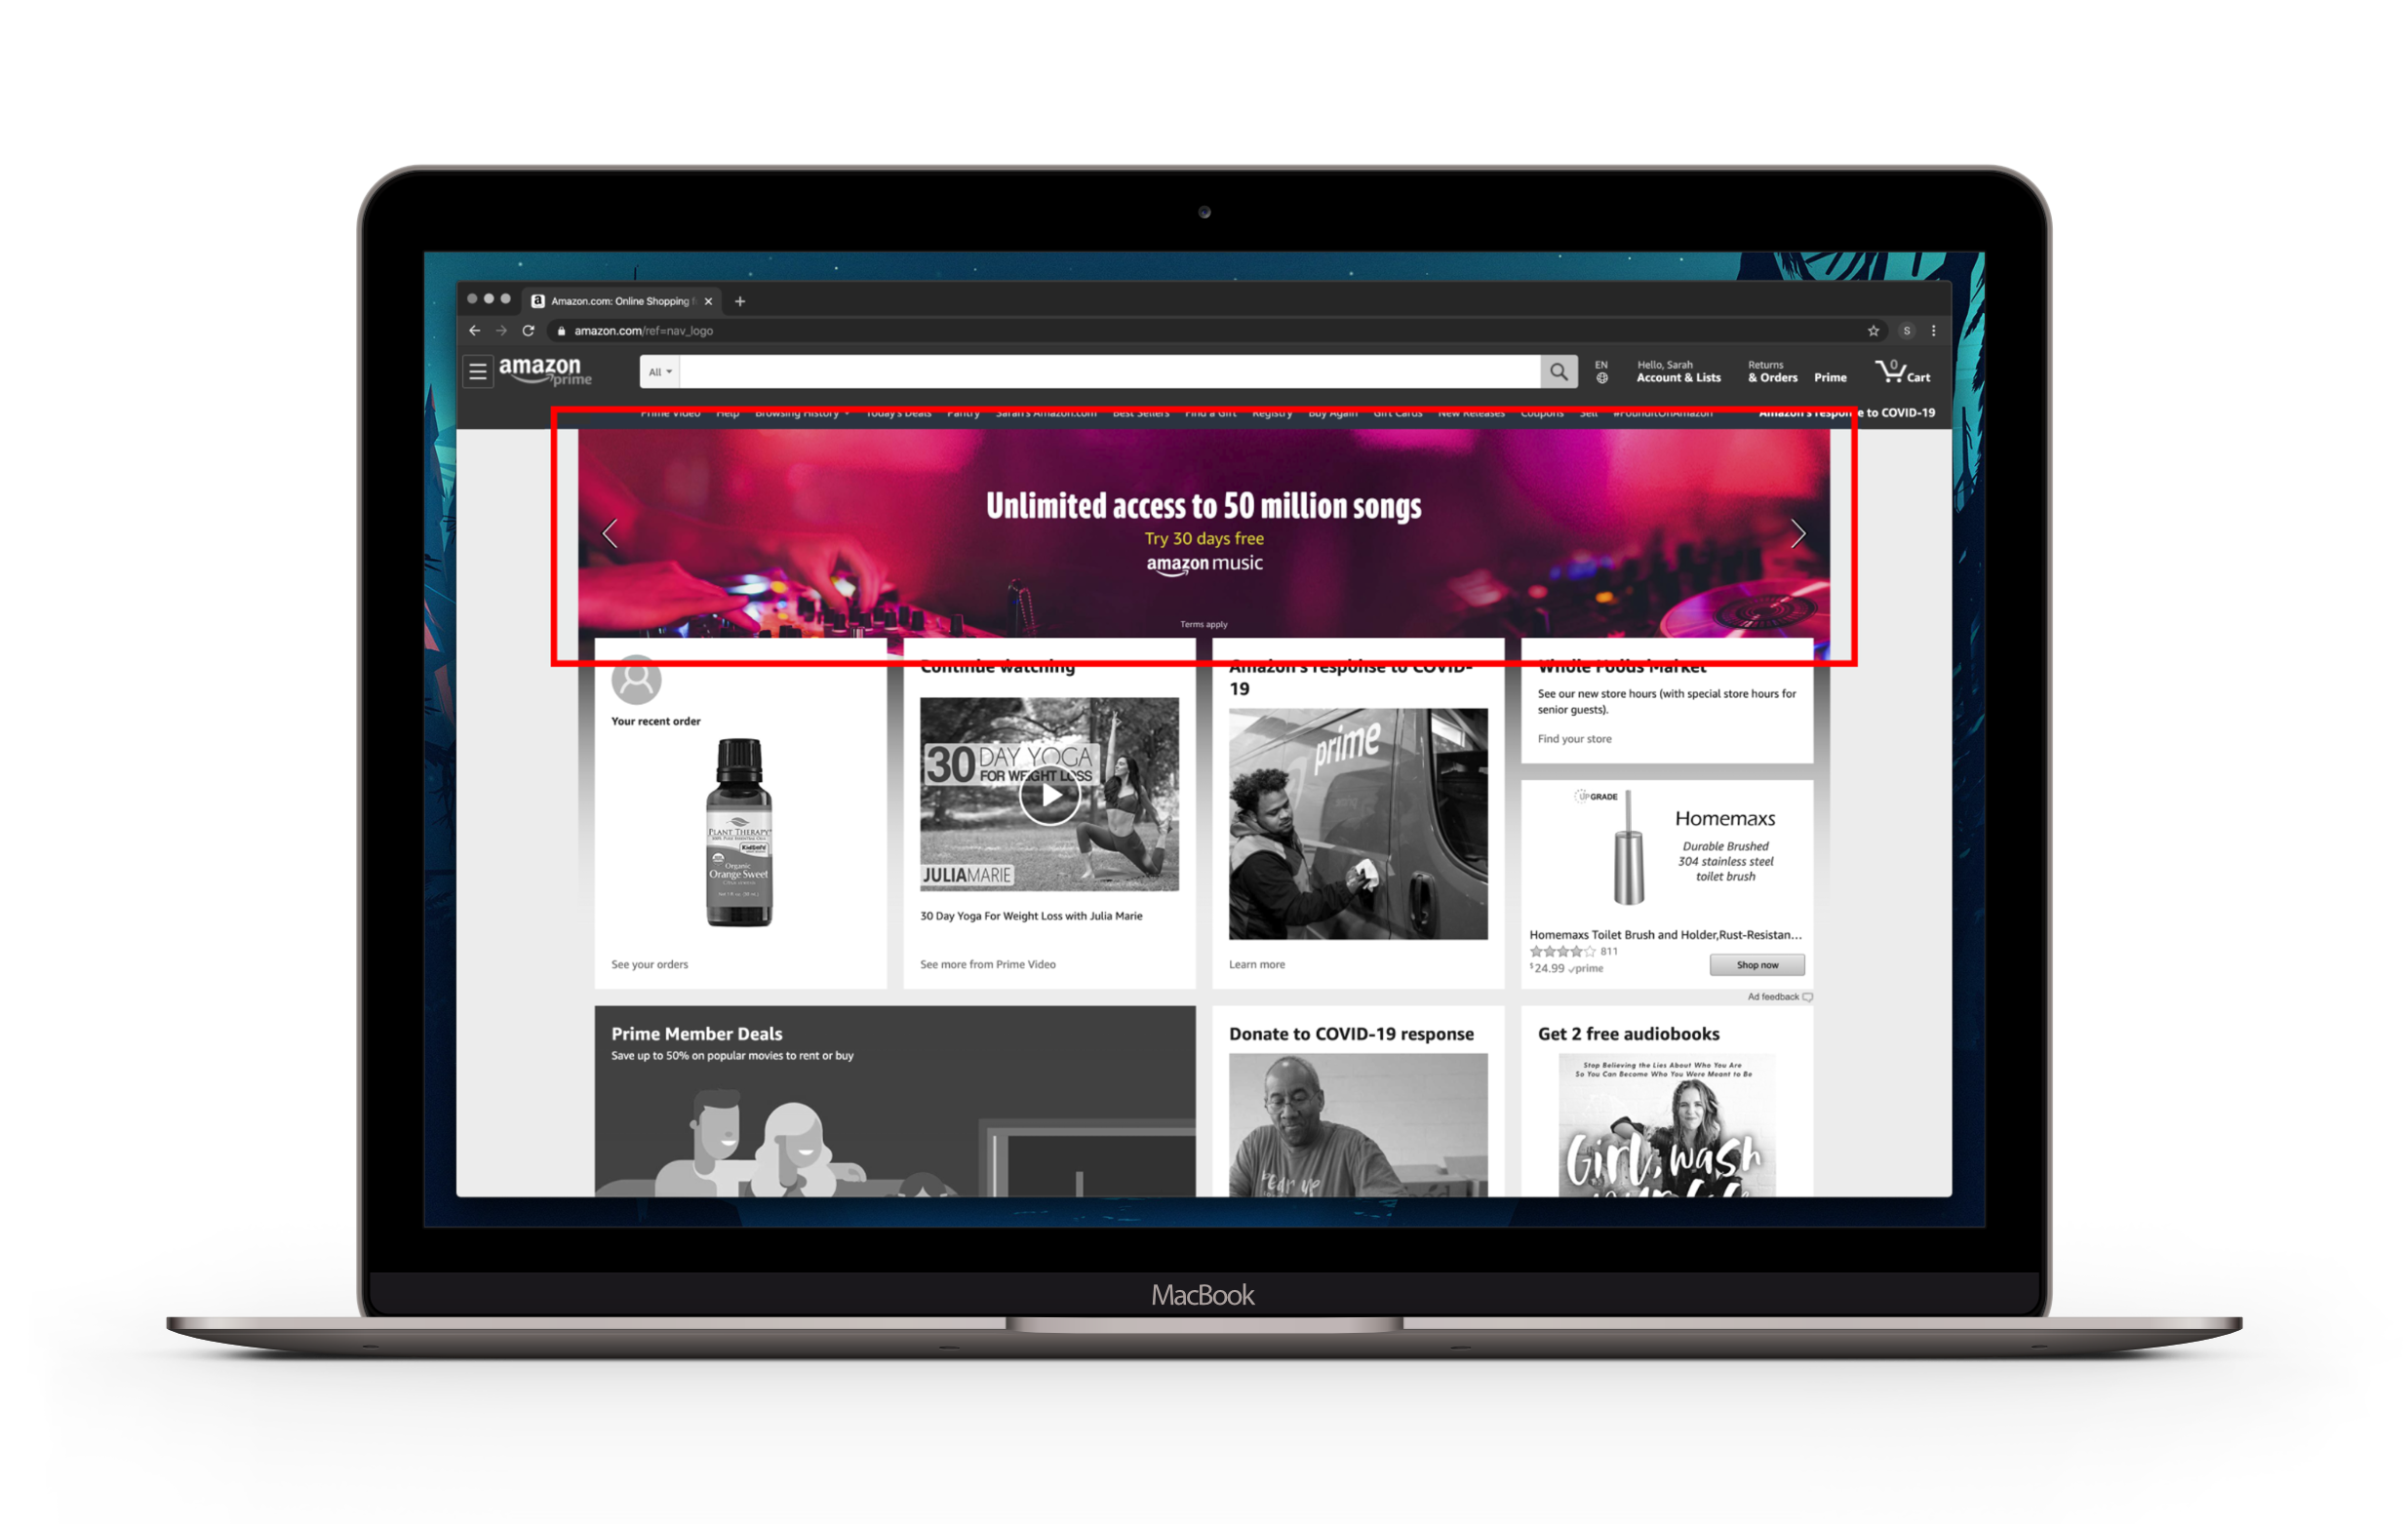 Amazon.com: Online Shopping f
amazon.com/ref=nav_logo
S
amazon
prime
All
EN
Hello, Sarah
Account & Lists
Returns
& Orders
Prime
0
Cart
Prime Video Help Browsing History Today's Deals Pantry Sarah's Amazon.com Best Sellers Find a Gift Registry Buy Again Gift Cards New Releases Coupons Sell #FoundItOnAmazon
Amazon's response to COVID-19
Unlimited access to 50 million songs
Try 30 days free
amazon music
Terms apply
Your recent order
PLANT THERAPY
KidSafe
Organic
Orange Sweet
See your orders
Continue watching
30 DAY YOGA
FOR WEIGHT LOSS
JULIAMARIE
30 Day Yoga For Weight Loss with Julia Marie
See more from Prime Video
Amazon's response to COVID-
19
prime
Learn more
Whole Foods Market
See our new store hours (with special store hours for
senior guests).
Find your store
UPGRADE
Homemaxs
Durable Brushed
304 stainless steel
toilet brush
Homemaxs Toilet Brush and Holder,Rust-Resistan...
811
$24.99 prime
Shop now
Ad feedback
Prime Member Deals
Save up to 50% on popular movies to rent or buy
Donate to COVID-19 response
Get 2 free audiobooks
Stop Believing the Lies About Who You Are
So You Can Become Who You Were Meant to Be
Girl, wash
MacBook